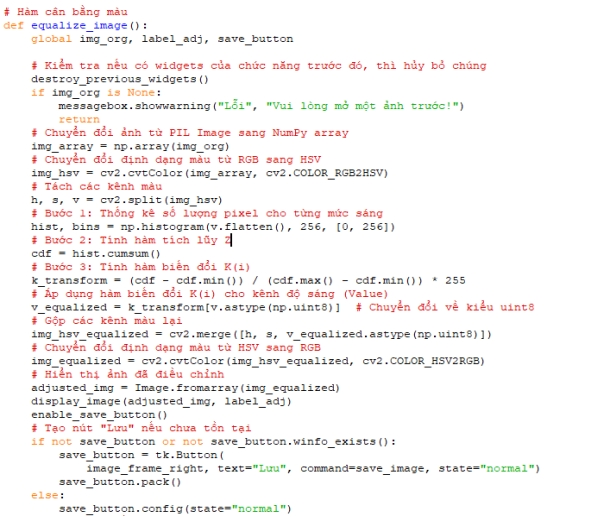 # Hàm cân bằng màu
def equalize_image():
    global img_org, label_adj, save_button

    # Kiểm tra nếu có widgets của chức năng trước đó, thì hủy bỏ chúng
    destroy_previous_widgets()
    if img_org is None:
        messagebox.showwarning("Lỗi", "Vui lòng mở một ảnh trước!")
        return
    # Chuyển đổi ảnh từ PIL Image sang NumPy array
    img_array = np.array(img_org)
    # Chuyển đổi định dạng màu từ RGB sang HSV
    img_hsv = cv2.cvtColor(img_array, cv2.COLOR_RGB2HSV)
    # Tách các kênh màu
    h, s, v = cv2.split(img_hsv)
    # Bước 1: Thống kê số lượng pixel cho từng mức sáng
    hist, bins = np.histogram(v.flatten(), 256, [0, 256])
    # Bước 2: Tính hàm tích lũy Z
    cdf = hist.cumsum()
    # Bước 3: Tính hàm biến đổi K(i)
    k_transform = (cdf - cdf.min()) / (cdf.max() - cdf.min()) * 255
    # Áp dụng hàm biến đổi K(i) cho kênh độ sáng (Value)
    v_equalized = k_transform[v.astype(np.uint8)]  # Chuyển đổi về kiểu uint8
    # Gộp các kênh màu lại
    img_hsv_equalized = cv2.merge([h, s, v_equalized.astype(np.uint8)])
    # Chuyển đổi định dạng màu từ HSV sang RGB
    img_equalized = cv2.cvtColor(img_hsv_equalized, cv2.COLOR_HSV2RGB)
    # Hiển thị ảnh đã điều chỉnh
    adjusted_img = Image.fromarray(img_equalized)
    display_image(adjusted_img, label_adj)
    enable_save_button()
    # Tạo nút "Lưu" nếu chưa tồn tại
    if not save_button or not save_button.winfo_exists():
        save_button = tk.Button(
            image_frame_right, text="Lưu", command=save_image, state="normal")
        save_button.pack()
    else:
        save_button.config(state="normal")